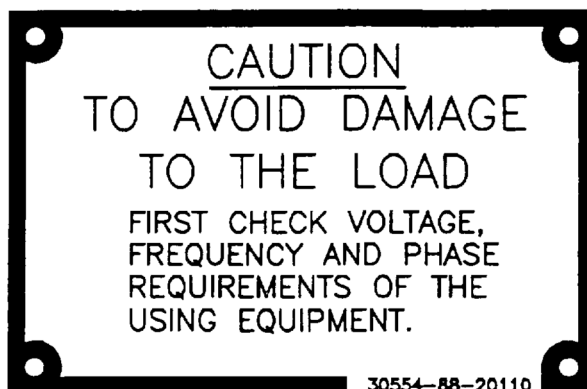 CAUTION
TO AVOID DAMAGE
TO THE LOAD
FIRST CHECK VOLTAGE,
FREQUENCY AND PHASE
REQUIREMENTS OF THE
USING EQUIPMENT.
30554-88-20110